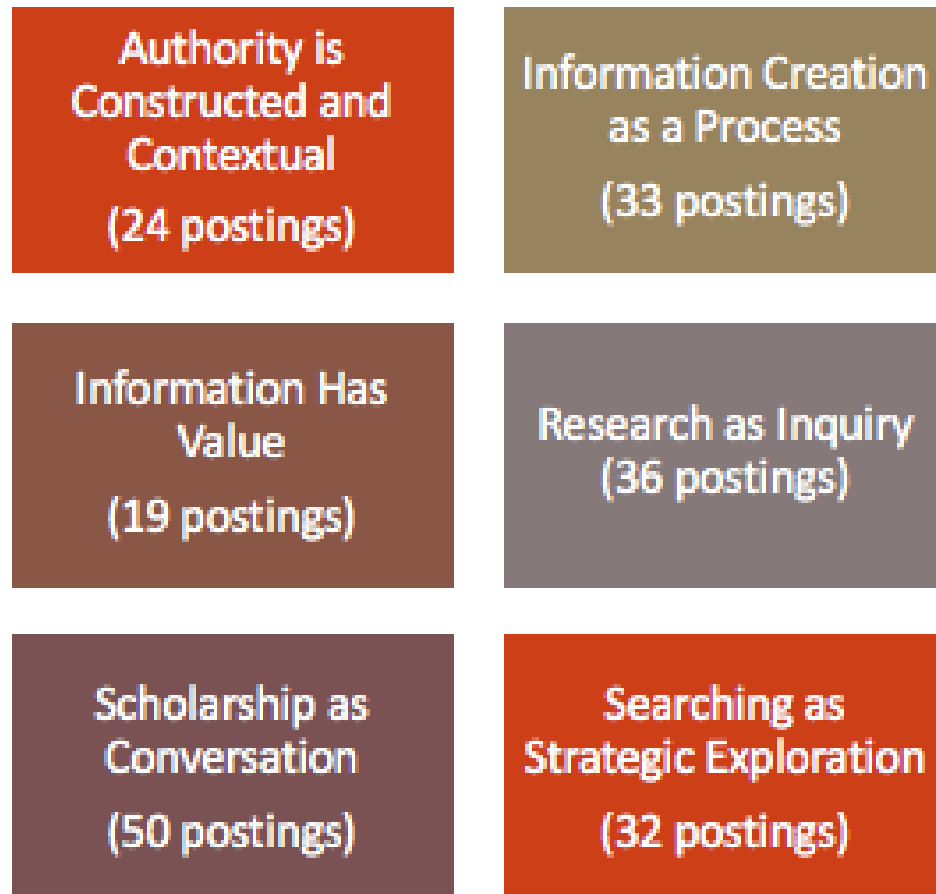 Authority is
Constructed and
Contextual
(24 postings)
Information Creation
as a Process
(33 postings)
Information Has
Value
(19 postings)
Research as Inquiry
(36 postings)
Scholarship as
Conversation
(50 postings)
Searching as
Strategic Exploration
(32 postings)